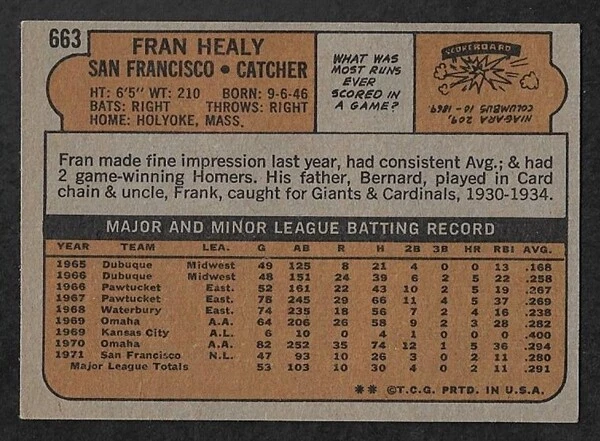 663
FRAN HEALY
SAN FRANCISCO • CATCHER
HT: 6'5" WT: 210 BORN: 9-6-46
BATS: RIGHT THROWS: RIGHT
HOME: HOLYOKE, MASS.
WHAT WAS
MOST RUNS
EVER
SCORED IN
A GAME?
SCOREBOARD
NIAGARA 209,
COLUMBUS 10 - 1869
Fran made fine impression last year, had consistent Avg.; & had
2 game-winning Homers. His father, Bernard, played in Card
chain & uncle, Frank, caught for Giants & Cardinals, 1930-1934.
MAJOR AND MINOR LEAGUE BATTING RECORD
YEAR TEAM LEA. G AB R H 2B 3B HR RBI AVG.
1965 Dubuque Midwest 49 125 8 21 4 0 0 13 .168
1966 Dubuque Midwest 48 151 24 39 6 2 5 22 .258
1966 Pawtucket East. 52 161 22 43 10 2 5 19 .267
1967 Pawtucket East. 78 245 29 66 11 4 5 37 .269
1968 Waterbury East. 74 235 18 56 7 2 4 16 .238
1969 Omaha A.A. 64 206 26 58 9 2 3 28 .282
1969 Kansas City A.L. 6 10 0 4 1 0 0 0 .400
1970 Omaha A.A. 82 252 35 74 12 1 5 36 .294
1971 San Francisco N.L. 47 93 10 26 3 0 2 11 .280
Major League Totals 53 103 10 30 4 0 2 11 .291
** ©T.C.G. PRTD. IN U.S.A.